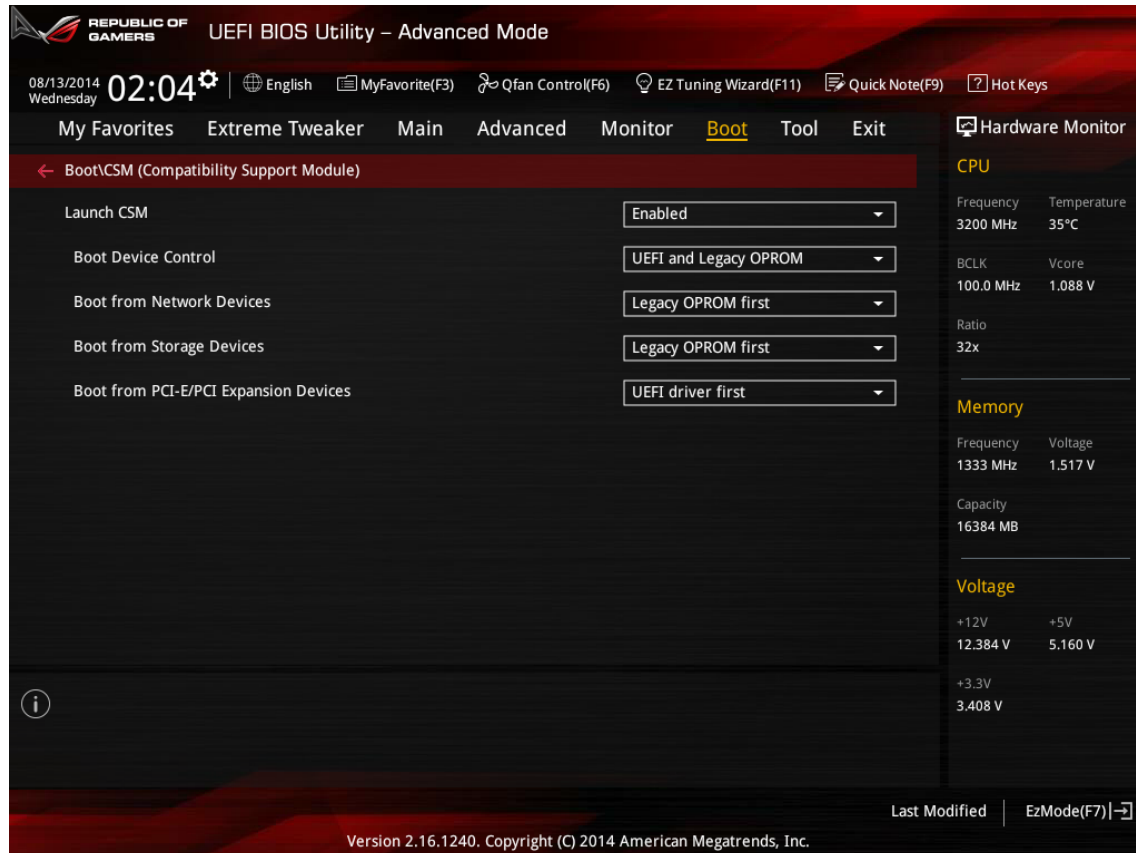 REPUBLIC OF
GAMERS
UEFI BIOS Utility – Advanced Mode
08/13/2014
Wednesday
02:04
English
MyFavorite(F3)
Qfan Control(F6)
EZ Tuning Wizard(F11)
Quick Note(F9)
? Hot Keys
My Favorites
Extreme Tweaker
Main
Advanced
Monitor
Boot
Tool
Exit
Boot\CSM (Compatibility Support Module)
Launch CSM
Enabled
Boot Device Control
UEFI and Legacy OPROM
Boot from Network Devices
Legacy OPROM first
Boot from Storage Devices
Legacy OPROM first
Boot from PCI-E/PCI Expansion Devices
UEFI driver first
Hardware Monitor
CPU
Frequency Temperature
3200 MHz 35°C
BCLK Vcore
100.0 MHz 1.088 V
Ratio
32x
Memory
Frequency Voltage
1333 MHz 1.517 V
Capacity
16384 MB
Voltage
+12V +5V
12.384 V 5.160 V
+3.3V
3.408 V
i
Last Modified
EzMode(F7)
Version 2.16.1240. Copyright (C) 2014 American Megatrends, Inc.